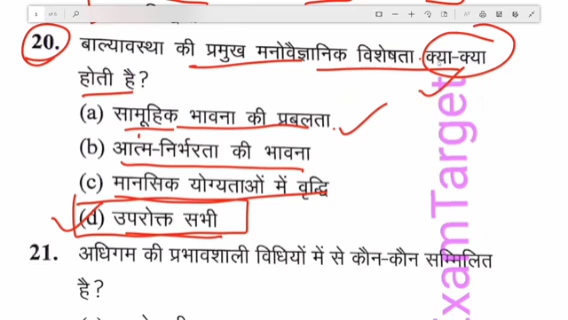 20. बाल्यावस्था की प्रमुख मनोवैज्ञानिक विशेषता क्या-क्या
होती है?
(a) सामूहिक भावना की प्रबलता
(b) आत्म-निर्भरता की भावना
(c) मानसिक योग्यताओं में वृद्धि
(d) उपरोक्त सभी
21. अधिगम की प्रभावशाली विधियों में से कौन-कौन सम्मिलित
है?
ExamTarget